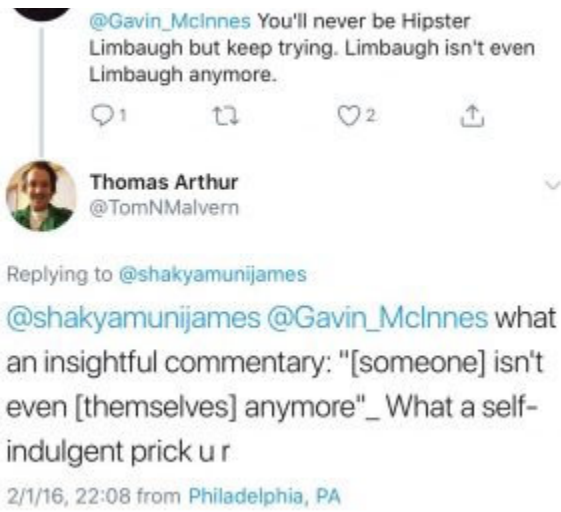 @Gavin_McInnes You'll never be Hipster
Limbaugh but keep trying. Limbaugh isn't even
Limbaugh anymore.
1 2
Thomas Arthur
@TomNMalvern
Replying to @shakyamunijames
@shakyamunijames @Gavin_McInnes what
an insightful commentary: "[someone] isn't
even [themselves] anymore"_ What a self-
indulgent prick u r
2/1/16, 22:08 from Philadelphia, PA